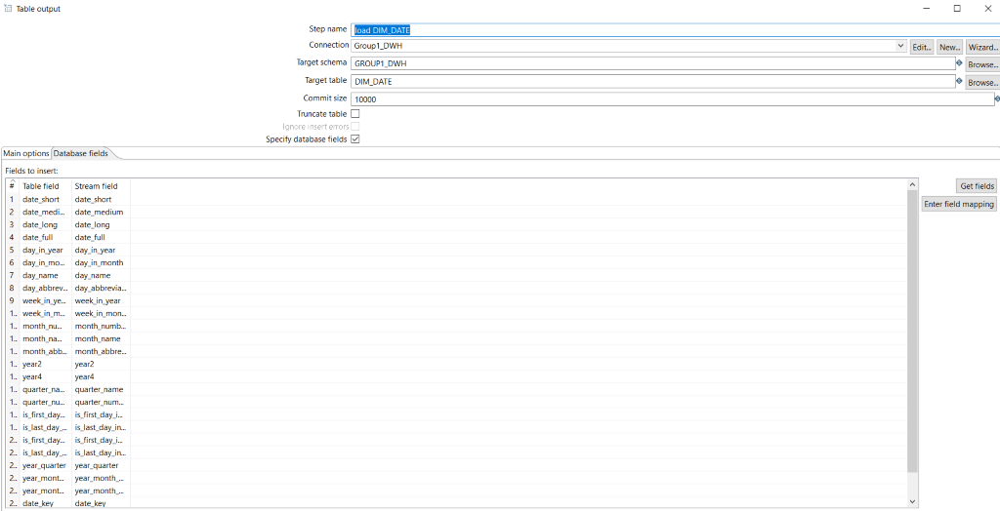 Table output
Step name load DIM_DATE
Connection Group1_DWH Edit... New... Wizard...
Target schema GROUP1_DWH Browse...
Target table DIM_DATE Browse...
Commit size 10000
Truncate table
Ignore insert errors
Specify database fields
Main options Database fields
Fields to insert:
# Table field Stream field
Get fields
1 date_short date_short
Enter field mapping
2 date_medi... date_medium
3 date_long date_long
4 date_full date_full
5 day_in_year day_in_year
6 day_in_mo... day_in_month
7 day_name day_name
8 day_abbrev... day_abbrevia...
9 week_in_ye... week_in_year
1.. week_in_m... week_in_mon...
1.. month_nu... month_numb...
1.. month_na... month_name
1.. month_abb... month_abbre...
1.. year2 year2
1.. year4 year4
1.. quarter_na... quarter_name
1.. quarter_nu... quarter_num...
1.. is_first_day... is_first_day_i...
1.. is_last_day_... is_last_day_in...
2.. is_first_day... is_first_day_i...
2.. is_last_day_... is_last_day_in...
2.. year_quarter year_quarter
2.. year_mont... year_month_...
2.. year_mont... year_month_...
2.. date_key date_key